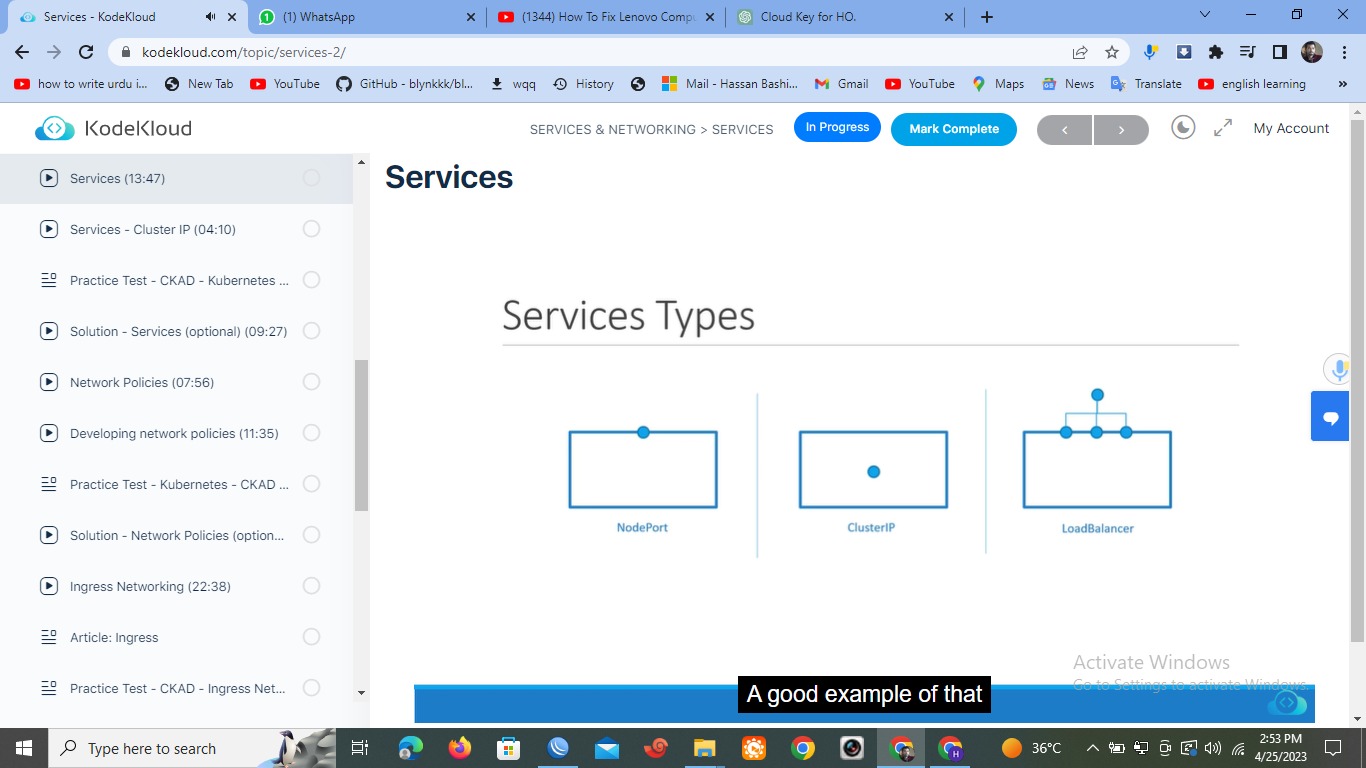 Services - KodeKloud
(1) WhatsApp
(1344) How To Fix Lenovo Compu
Cloud Key for HO.
kodekloud.com/topic/services-2/
how to write urdu i...
New Tab
YouTube
GitHub - blynkkk/bl...
wqq
History
Mail - Hassan Bashi...
Gmail
YouTube
Maps
News
Translate
english learning
»
KodeKloud
SERVICES & NETWORKING > SERVICES
In Progress
Mark Complete
<
>
My Account
Services (13:47)
Services - Cluster IP (04:10)
Practice Test - CKAD - Kubernetes ...
Solution - Services (optional) (09:27)
Network Policies (07:56)
Developing network policies (11:35)
Practice Test - Kubernetes - CKAD ...
Solution - Network Policies (option...
Ingress Networking (22:38)
Article: Ingress
Practice Test - CKAD - Ingress Net...
Services
Services Types
NodePort
ClusterIP
LoadBalancer
Activate Windows
Go to Settings to activate Windows.
A good example of that
Type here to search
36°C
2:53 PM
4/25/2023